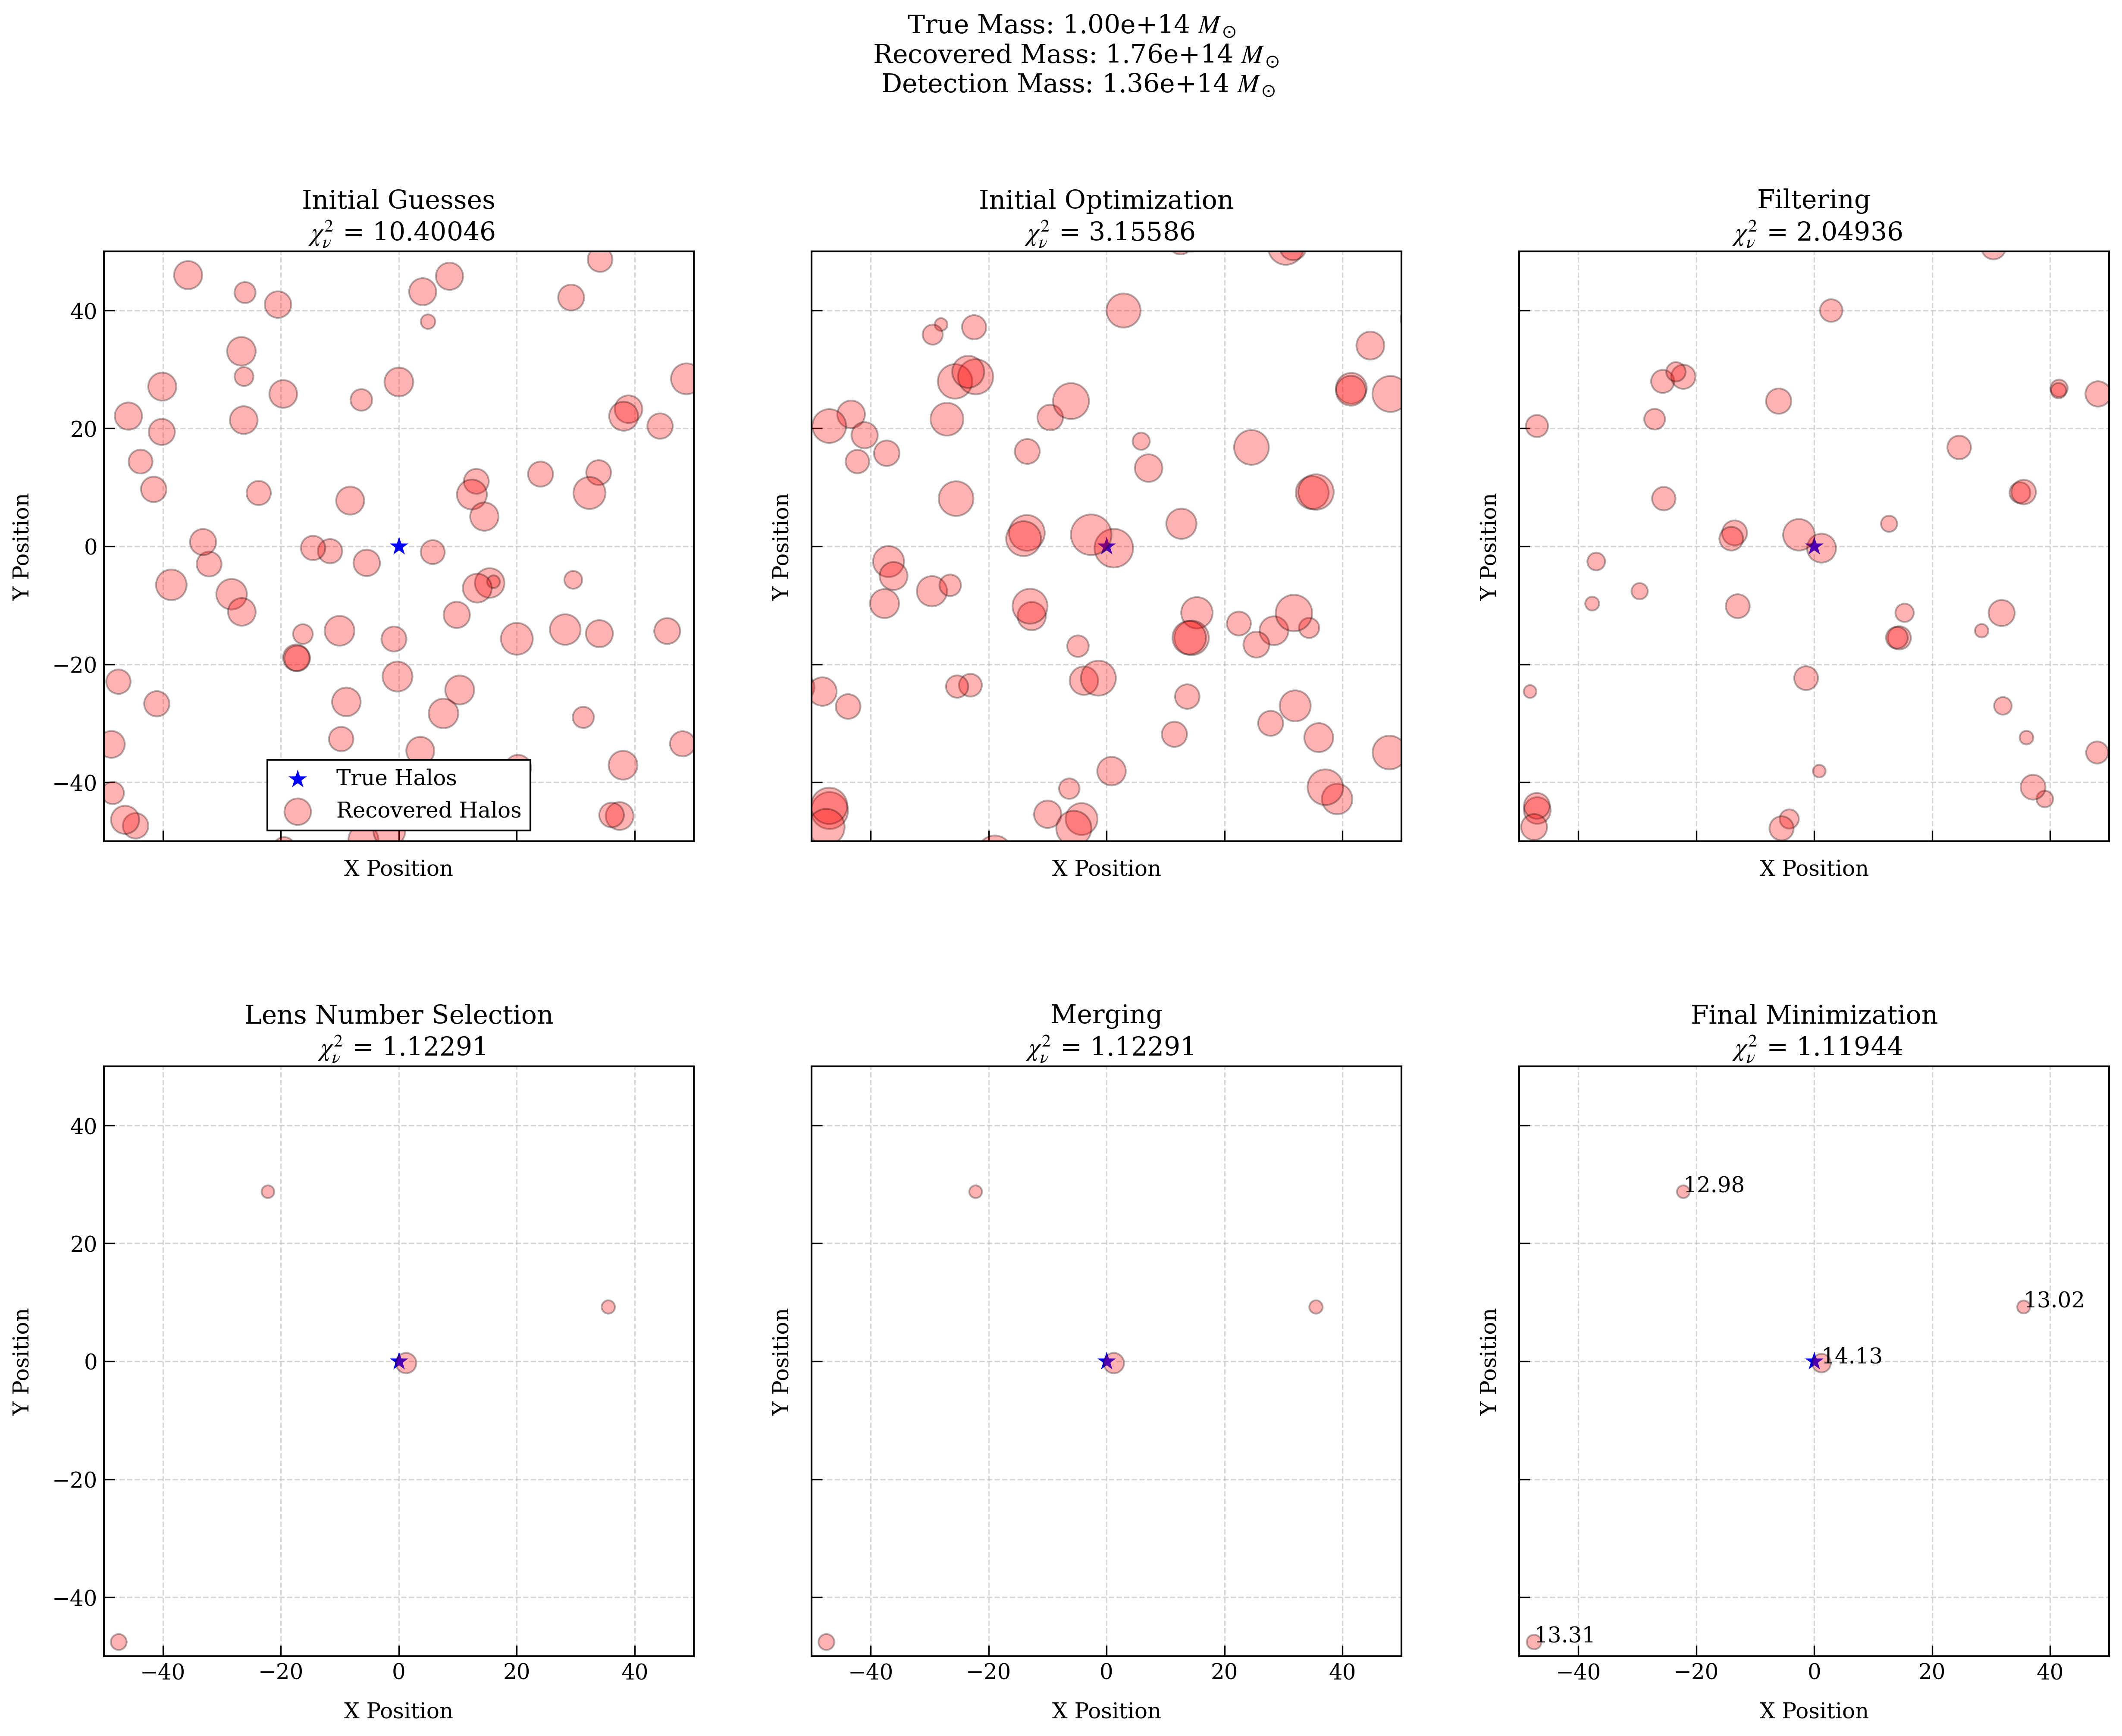 True Mass: 1.00e+14 M⊙
Recovered Mass: 1.76e+14 M⊙
Detection Mass: 1.36e+14 M⊙
Initial Guesses
χ²ν = 10.40046
Y Position
40
20
0
−20
−40
True Halos
Recovered Halos
X Position
Initial Optimization
χ²ν = 3.15586
Y Position
X Position
Filtering
χ²ν = 2.04936
Y Position
X Position
Lens Number Selection
χ²ν = 1.12291
Y Position
40
20
0
−20
−40
−40 −20 0 20 40
X Position
Merging
χ²ν = 1.12291
Y Position
−40 −20 0 20 40
X Position
Final Minimization
χ²ν = 1.11944
Y Position
12.98
13.02
14.13
13.31
−40 −20 0 20 40
X Position